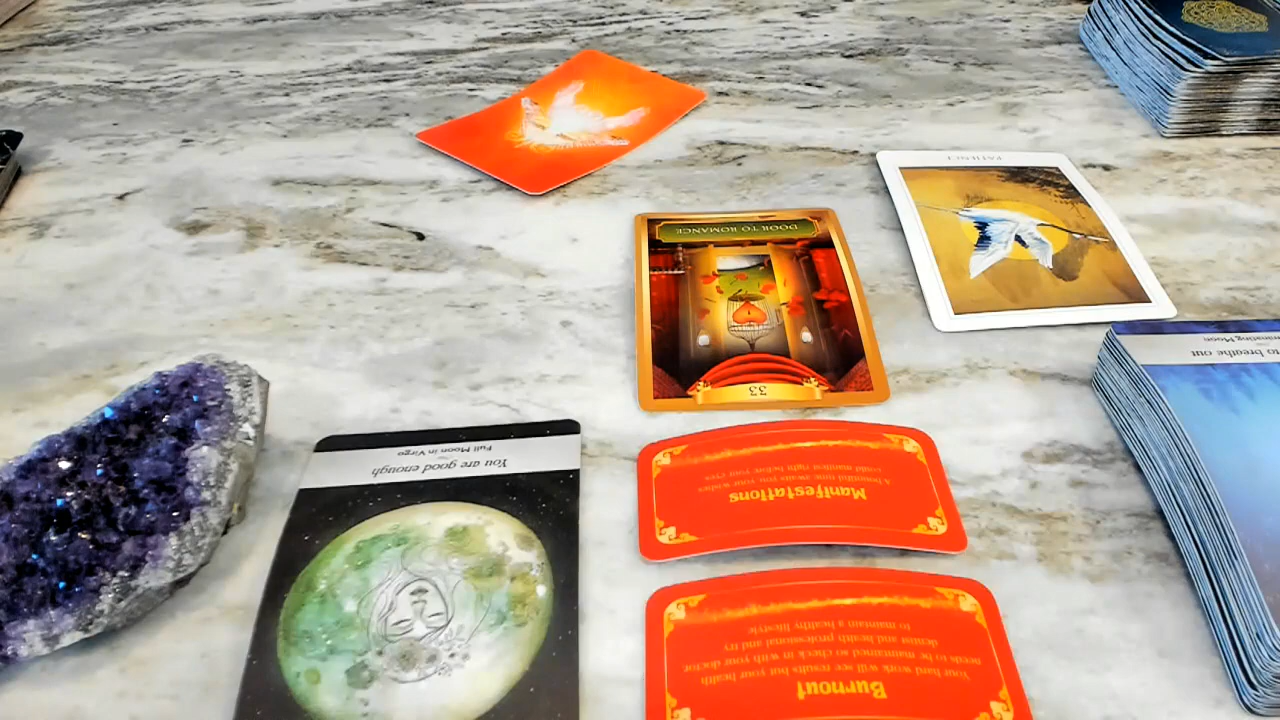 PATIENCE
DOOR TO ROMANCE
33
to breathe out
minating Moon
You are good enough
Full Moon in Virgo
Manifestations
A beautiful time awaits you, your wishes
could manifest right before your eyes
Burnout
Your hard work will see results but your health
needs to be maintained so check in with your doctor,
dentist and health professional and try
to maintain a healthy lifestyle